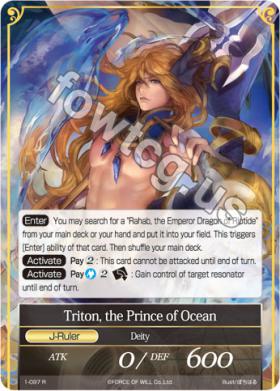 fowtcg.us
Enter You may search for a "Rahab, the Emperor Dragon of Riptide"
from your main deck or your hand and put it into your field. This triggers
[Enter] ability of that card. Then shuffle your main deck.
Activate Pay 2 : This card cannot be attacked until end of turn.
Activate Pay 2 : Gain control of target resonator
until end of turn.
Triton, the Prince of Ocean
J-Ruler Deity
ATK 0 / DEF 600
1-097 R ©FORCE OF WILL Co.,Ltd. Illust/